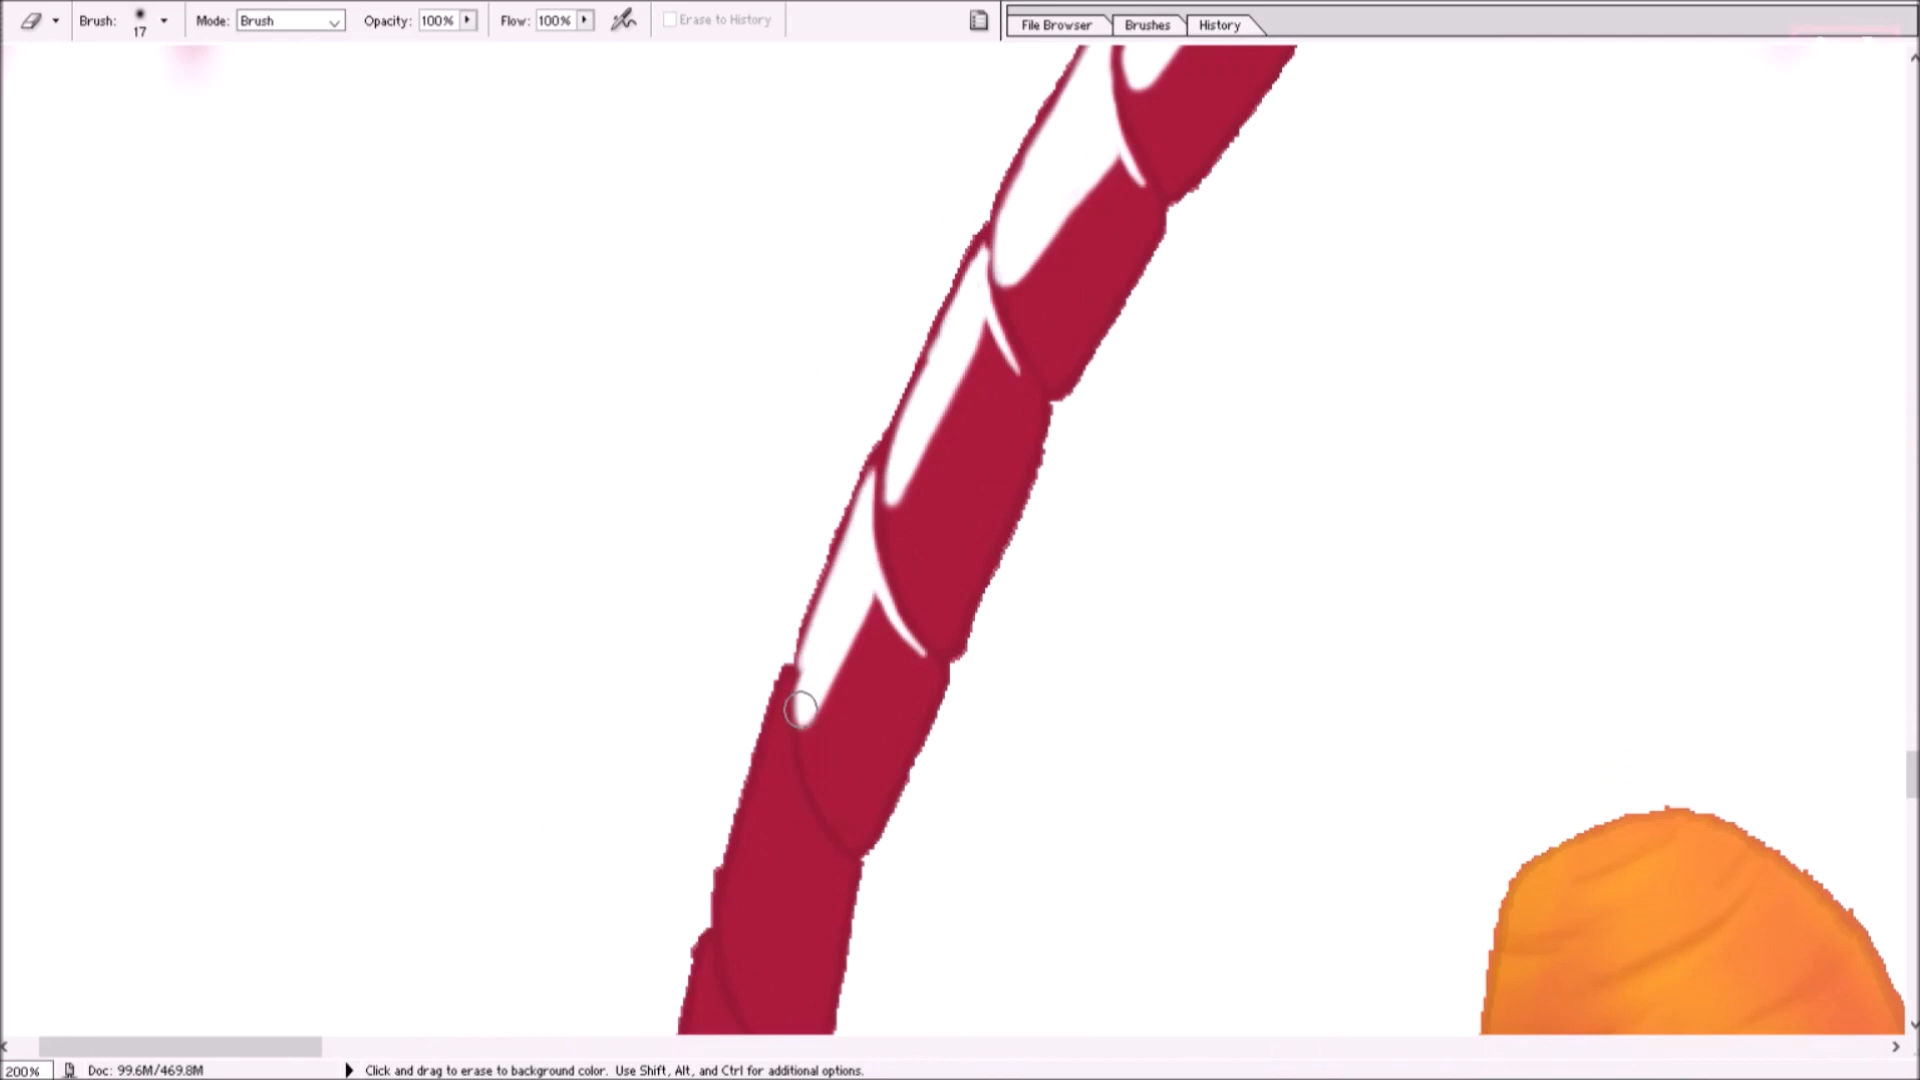 Brush: 17 Mode: Brush Opacity: 100% Flow: 100% Erase to History File Browser Brushes History
200% Doc: 99.6M/469.8M Click and drag to erase to background color. Use Shift, Alt, and Ctrl for additional options.